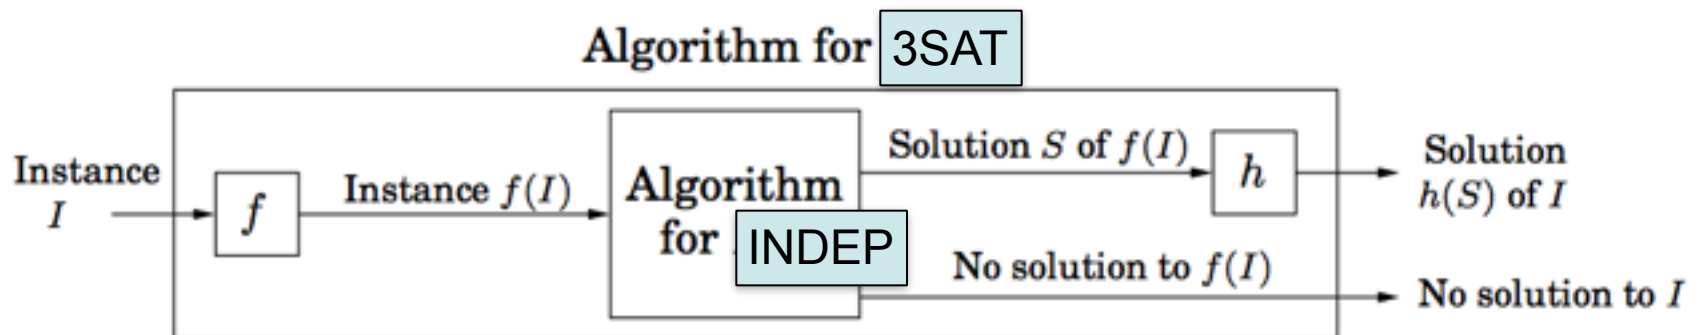 Algorithm for 3SAT
Instance
I
f
Instance f(I)
Algorithm
for INDEP
Solution S of f(I)
h
Solution
h(S) of I
No solution to f(I)
No solution to I